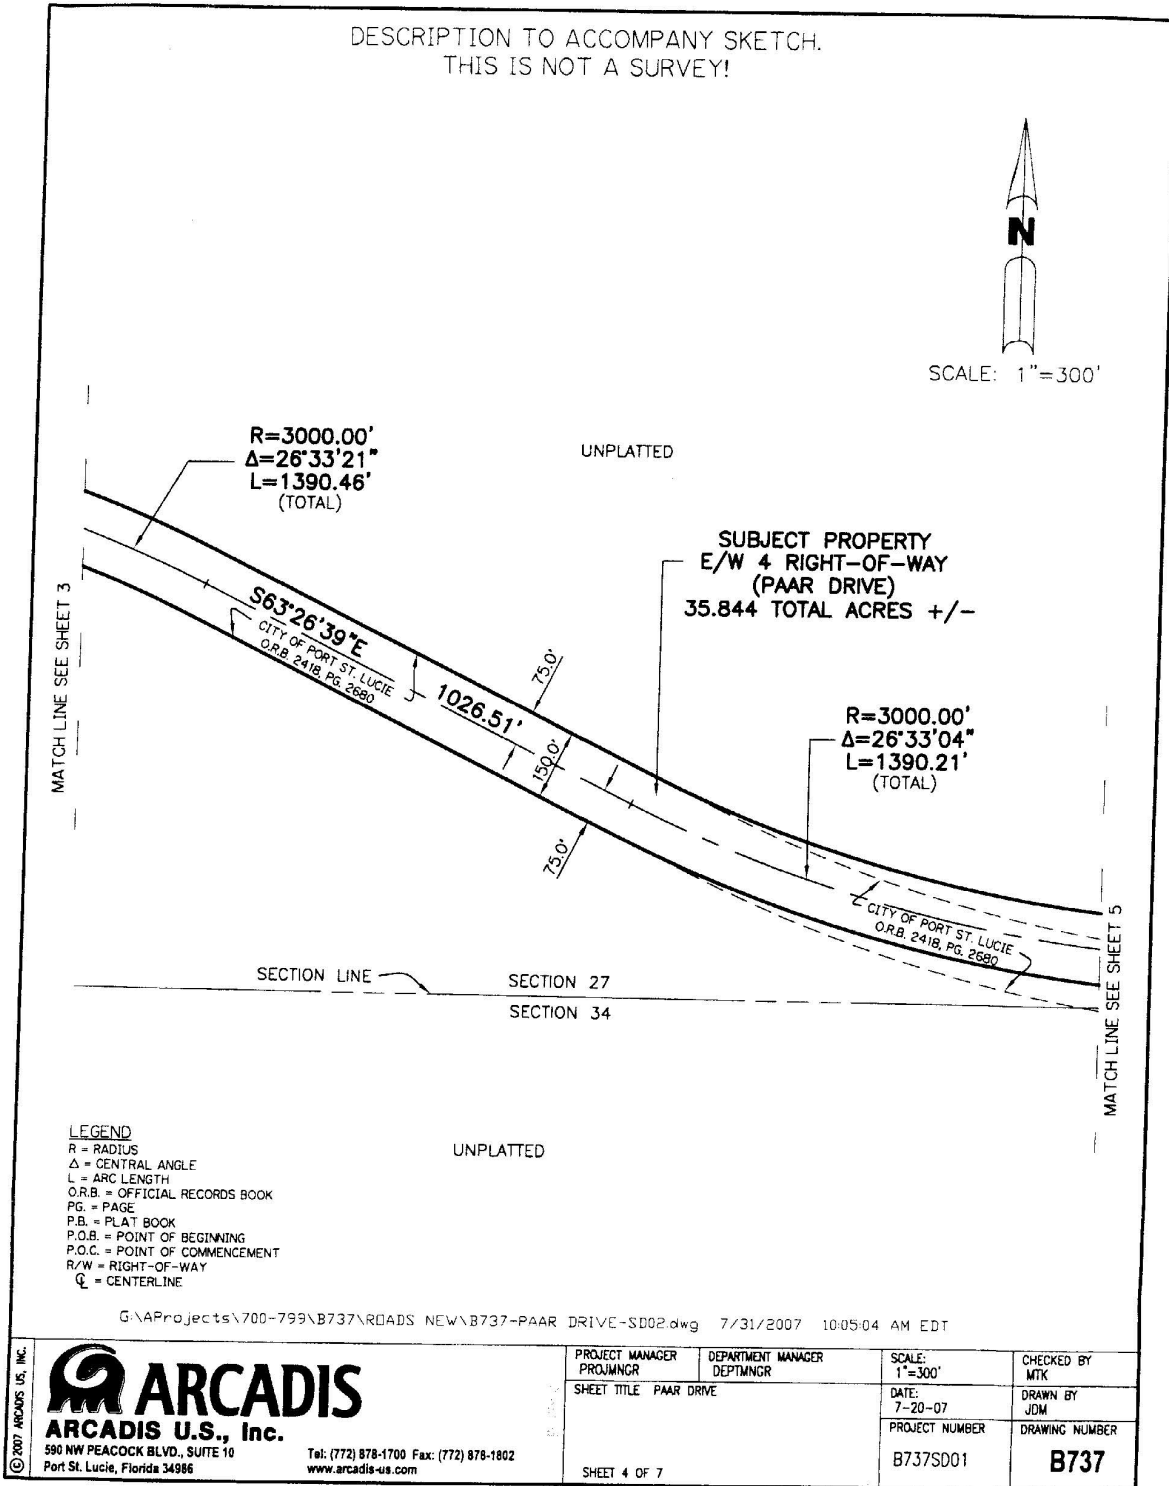 DESCRIPTION TO ACCOMPANY SKETCH.
THIS IS NOT A SURVEY!
N
SCALE: 1"=300'
R=3000.00'
Δ=26°33'21"
L=1390.46'
(TOTAL)
UNPLATTED
SUBJECT PROPERTY
E/W 4 RIGHT-OF-WAY
(PAAR DRIVE)
35.844 TOTAL ACRES +/-
MATCH LINE SEE SHEET 3
S63°26'39"E
1026.51'
CITY OF PORT ST. LUCIE
O.R.B. 2418, PG. 2680
75.0'
150.0'
75.0'
R=3000.00'
Δ=26°33'04"
L=1390.21'
(TOTAL)
CITY OF PORT ST. LUCIE
O.R.B. 2418, PG. 2680
MATCH LINE SEE SHEET 5
SECTION LINE
SECTION 27
SECTION 34
UNPLATTED
LEGEND
R = RADIUS
Δ = CENTRAL ANGLE
L = ARC LENGTH
O.R.B. = OFFICIAL RECORDS BOOK
PG. = PAGE
P.B. = PLAT BOOK
P.O.B. = POINT OF BEGINNING
P.O.C. = POINT OF COMMENCEMENT
R/W = RIGHT-OF-WAY
℄ = CENTERLINE
G:\AProjects\700-799\B737\ROADS NEW\B737-PAAR DRIVE-SD02.dwg 7/31/2007 10:05:04 AM EDT
© 2007 ARCADIS US, INC.
ARCADIS
ARCADIS U.S., Inc.
590 NW PEACOCK BLVD., SUITE 10
Port St. Lucie, Florida 34986
Tel: (772) 878-1700 Fax: (772) 878-1802
www.arcadis-us.com
PROJECT MANAGER
PROJMNGR
DEPARTMENT MANAGER
DEPTMNGR
SHEET TITLE PAAR DRIVE
SHEET 4 OF 7
SCALE:
1"=300'
CHECKED BY
MTK
DATE:
7-20-07
DRAWN BY
JDM
PROJECT NUMBER
B737SD01
DRAWING NUMBER
B737